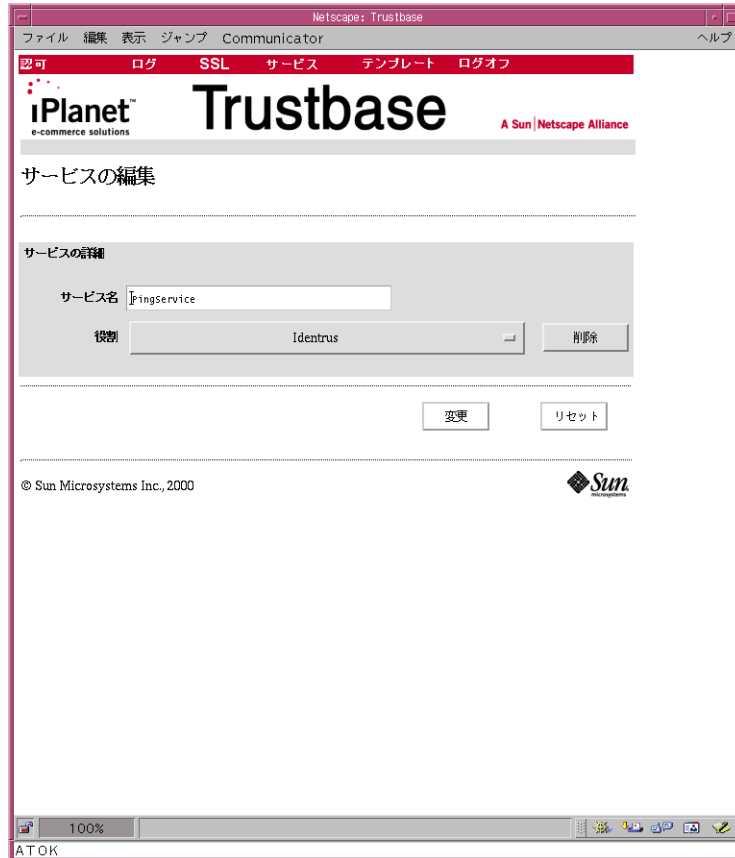 Netscape: Trustbase
ファイル 編集 表示 ジャンプ Communicator ヘルプ
認可 ログ SSL サービス テンプレート ログオフ
iPlanet™
e-commerce solutions
Trustbase
A Sun|Netscape Alliance
サービスの編集
サービスの詳細
サービス名 PingService
役割 Identrus 削除
変更 リセット
© Sun Microsystems Inc., 2000
Sun
microsystems
100%
ATOK